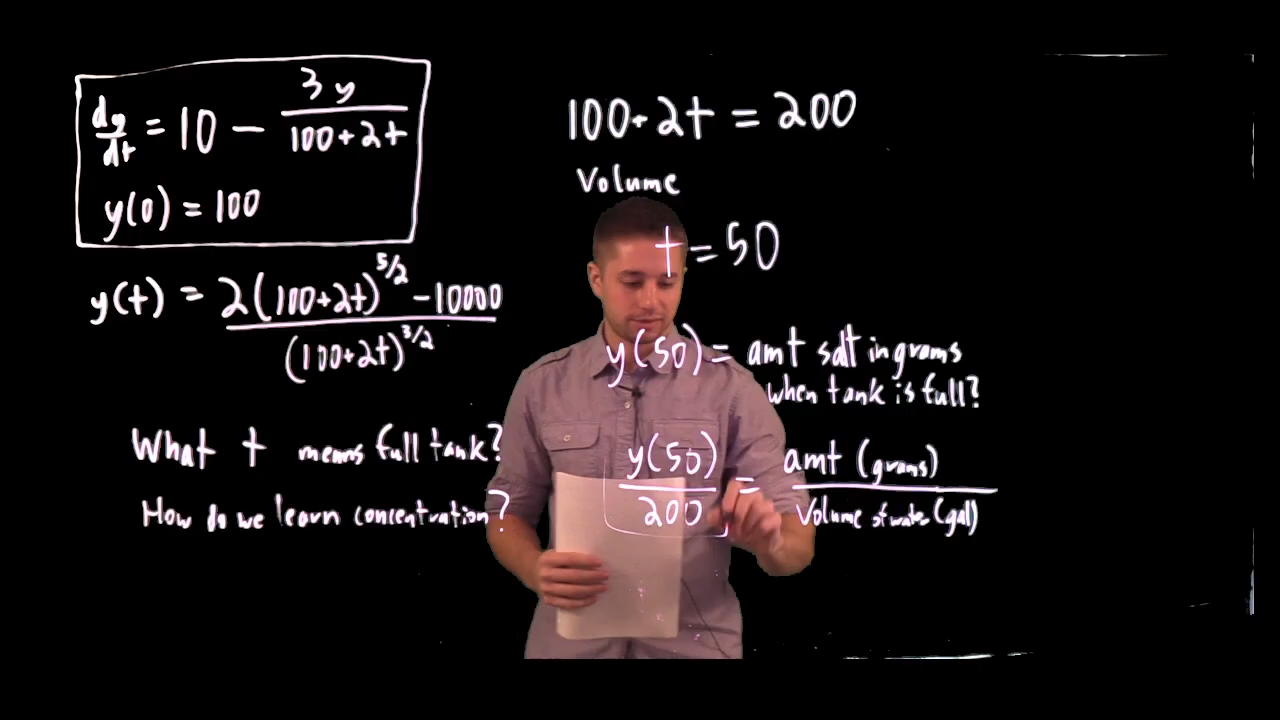 dy/dt = 10 − 3y/(100+2t)
y(0) = 100
y(t) = (2(100+2t)^{5/2} − 10000)/(100+2t)^{3/2}
What t means full tank?
How do we learn concentration?
100+2t = 200
Volume
t = 50
y(50) = amt salt in grams
when tank is full?
y(50)/200 = amt (grams)/Volume of water (gal)